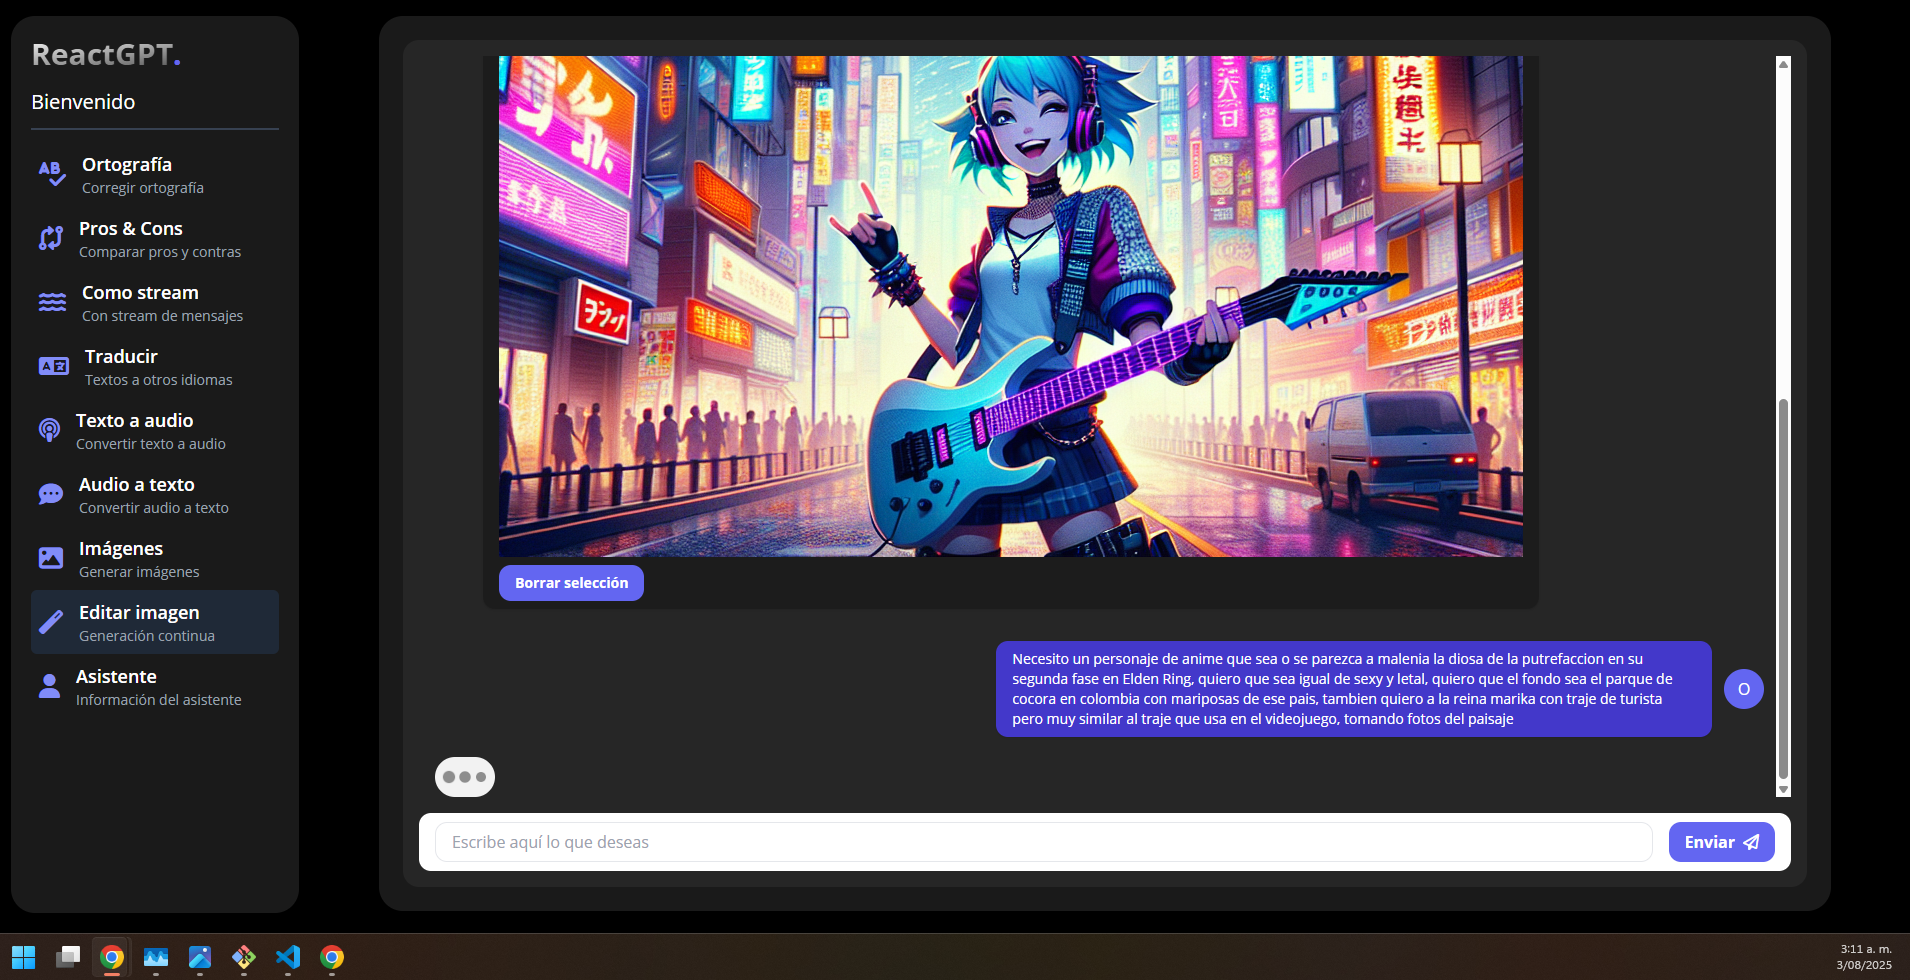 ReactGPT.
Bienvenido
Ortografía
Corregir ortografía
Pros & Cons
Comparar pros y contras
Como stream
Con stream de mensajes
Traducir
Textos a otros idiomas
Texto a audio
Convertir texto a audio
Audio a texto
Convertir audio a texto
Imágenes
Generar imágenes
Editar imagen
Generación continua
Asistente
Información del asistente
Borrar selección
Necesito un personaje de anime que sea o se parezca a malenia la diosa de la putrefaccion en su
segunda fase en Elden Ring, quiero que sea igual de sexy y letal, quiero que el fondo sea el parque de
cocora en colombia con mariposas de ese pais, tambien quiero a la reina marika con traje de turista
pero muy similar al traje que usa en el videojuego, tomando fotos del paisaje
O
Escribe aquí lo que deseas
Enviar
3:11 a. m.
3/08/2025